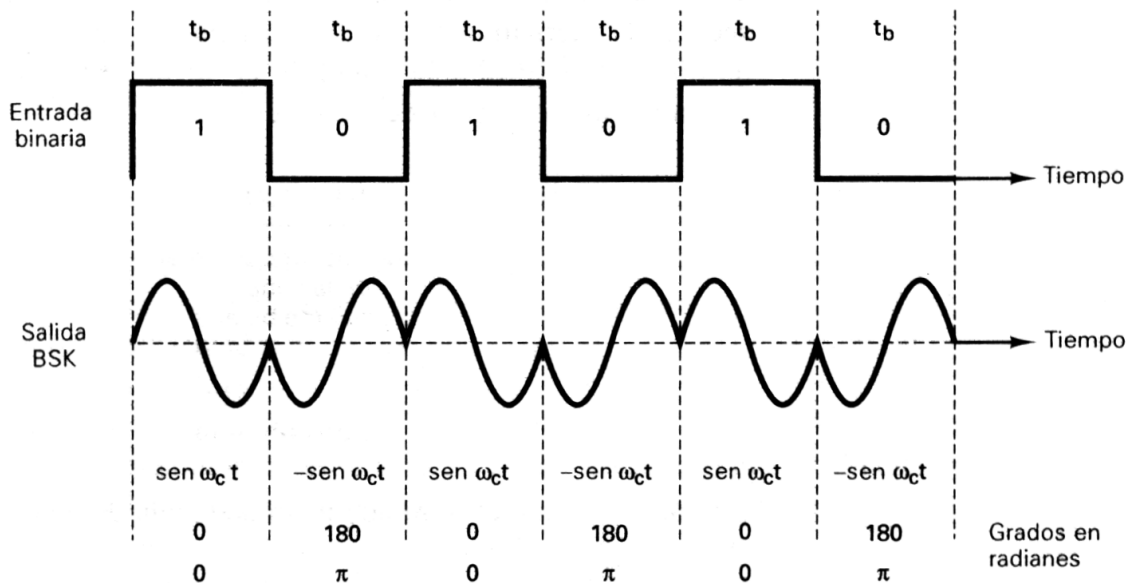 t_b t_b t_b t_b t_b t_b
Entrada
binaria
1 0 1 0 1 0
Tiempo
Salida
BSK
Tiempo
sen ω_c t -sen ω_c t sen ω_c t -sen ω_c t sen ω_c t -sen ω_c t
0 180 0 180 0 180
Grados en
radianes
0 π 0 π 0 π